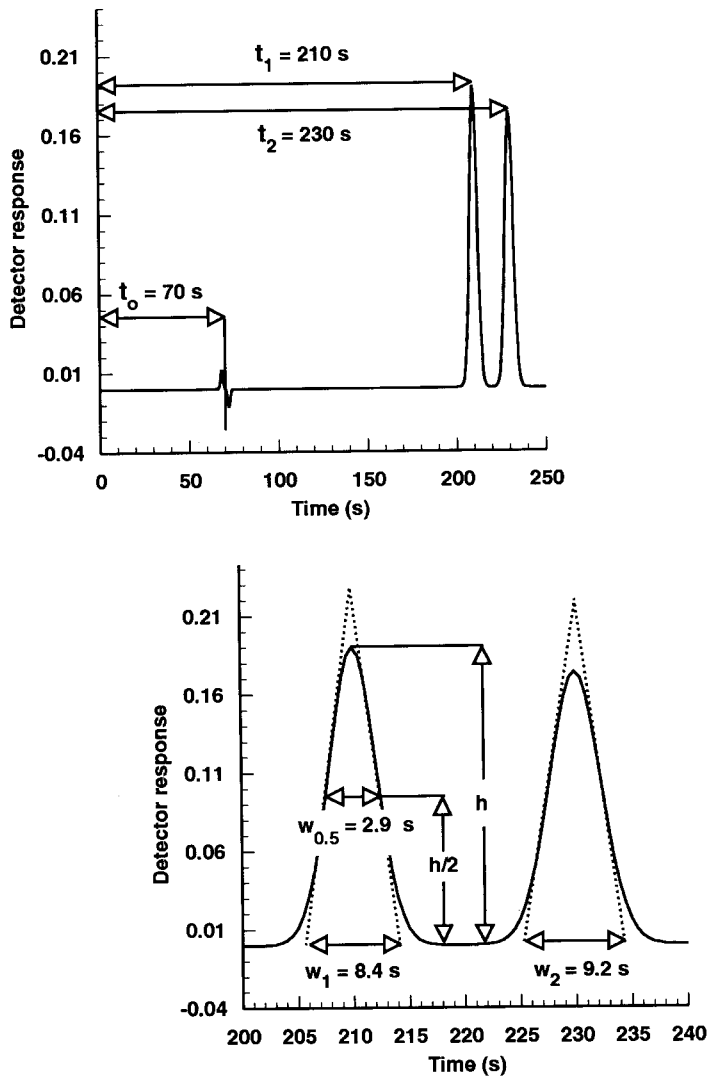 0.21
0.16
0.11
0.06
0.01
-0.04
Detector response
t1 = 210 s
t2 = 230 s
to = 70 s
0 50 100 150 200 250
Time (s)
0.21
0.16
0.11
0.06
0.01
-0.04
Detector response
h
w0.5 = 2.9 s
h/2
w1 = 8.4 s
w2 = 9.2 s
200 205 210 215 220 225 230 235 240
Time (s)